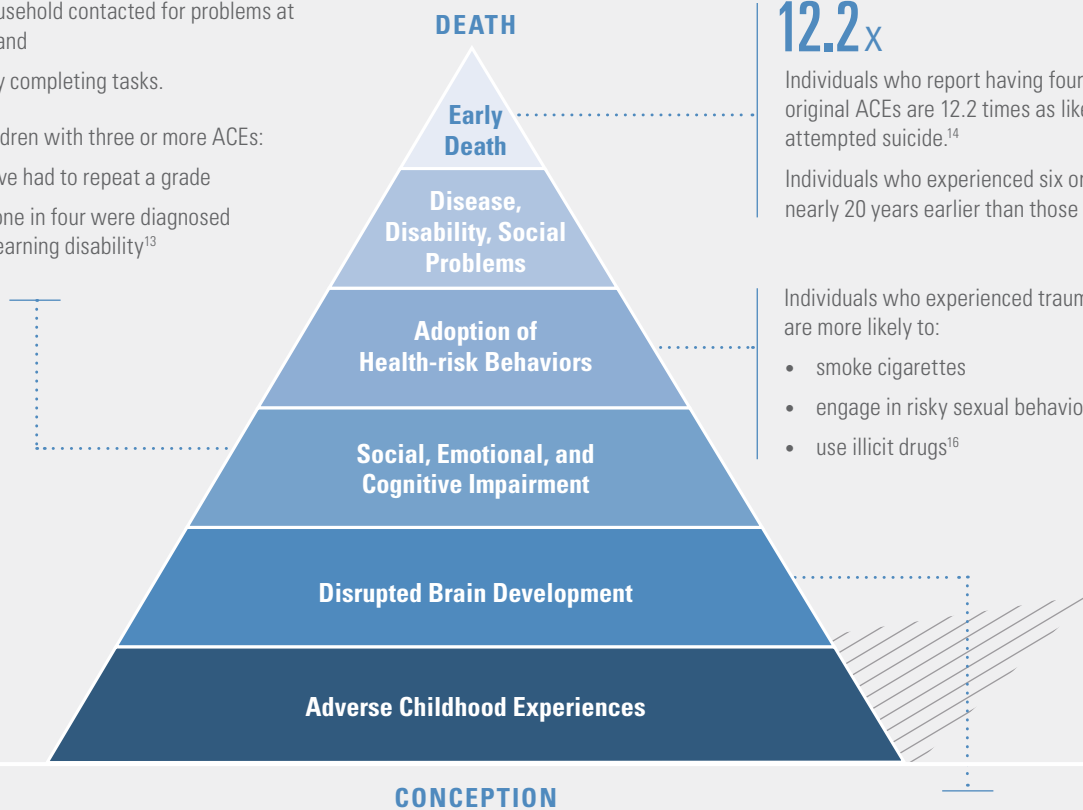 usehold contacted for problems at
and
y completing tasks.
dren with three or more ACEs:
ve had to repeat a grade
one in four were diagnosed
earning disability¹³
DEATH
Early
Death
Disease,
Disability, Social
Problems
Adoption of
Health-risk Behaviors
Social, Emotional, and
Cognitive Impairment
Disrupted Brain Development
Adverse Childhood Experiences
CONCEPTION
12.2x
Individuals who report having four
original ACEs are 12.2 times as like
attempted suicide.¹⁴
Individuals who experienced six or
nearly 20 years earlier than those
Individuals who experienced traum
are more likely to:
• smoke cigarettes
• engage in risky sexual behavio
• use illicit drugs¹⁶